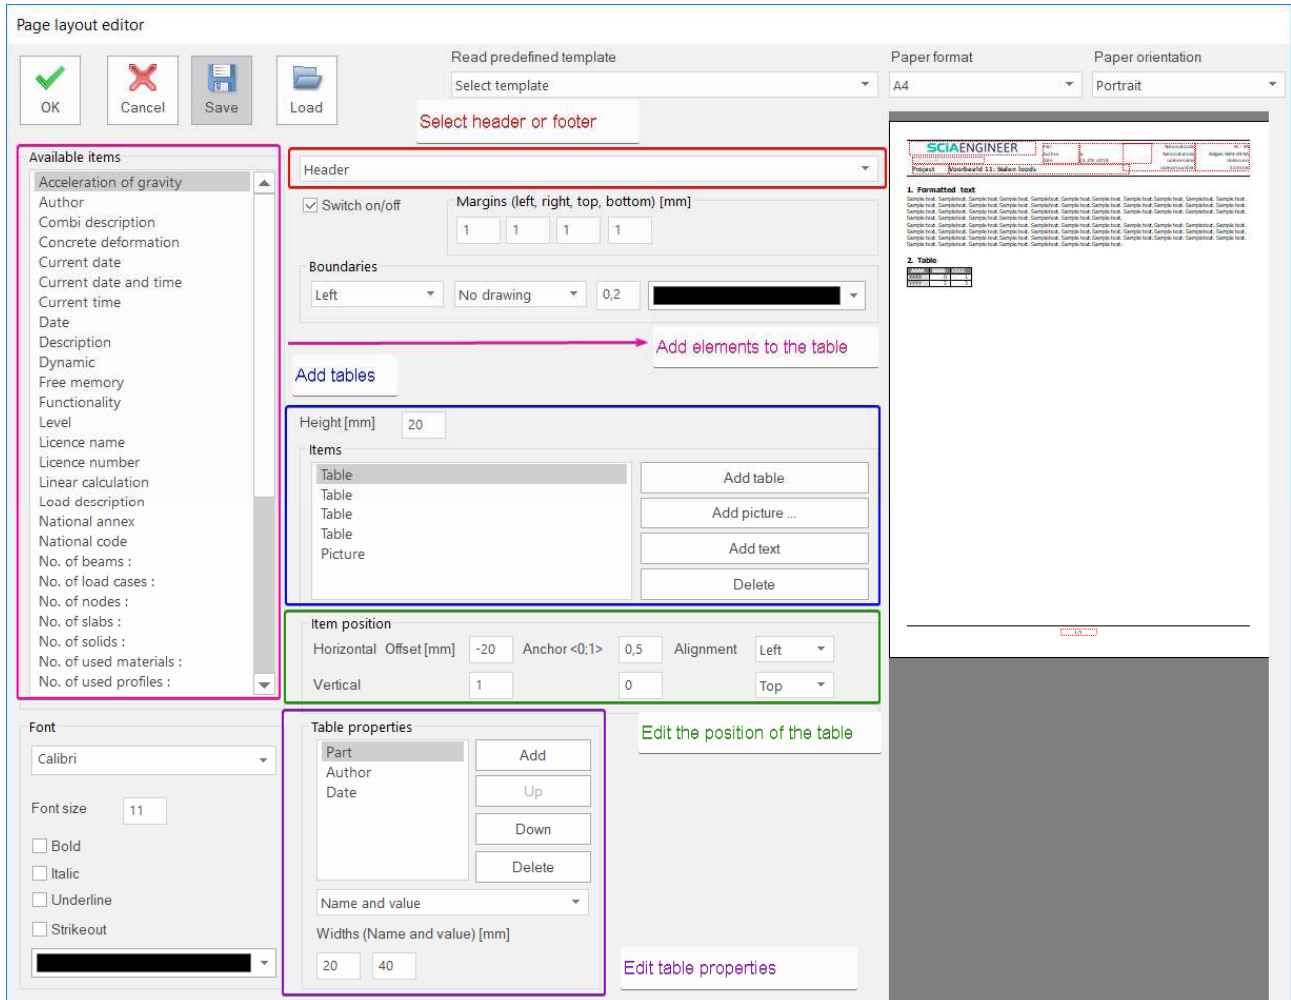 Page layout editor
Read predefined template
Paper format
Paper orientation
OK
Cancel
Save
Load
Select template
A4
Portrait
Select header or footer
Available items
Acceleration of gravity
Author
Combi description
Concrete deformation
Current date
Current date and time
Current time
Date
Description
Dynamic
Free memory
Functionality
Level
Licence name
Licence number
Linear calculation
Load description
National annex
National code
No. of beams :
No. of load cases :
No. of nodes :
No. of slabs :
No. of solids :
No. of used materials :
No. of used profiles :
Header
Switch on/off
Margins (left, right, top, bottom) [mm]
1 1 1 1
Boundaries
Left
No drawing
0,2
Add elements to the table
Add tables
Height [mm] 20
Items
Table
Table
Table
Table
Picture
Add table
Add picture ...
Add text
Delete
Item position
Horizontal Offset [mm] -20 Anchor <0;1> 0,5 Alignment Left
Vertical 1 0 Top
Edit the position of the table
Font
Calibri
Font size 11
Bold
Italic
Underline
Strikeout
Table properties
Part
Author
Date
Add
Up
Down
Delete
Name and value
Widths (Name and value) [mm]
20 40
Edit table properties
SCIAENGINEER
Project Voorbeeld 11: Stalen loods
1. Formatted text
2. Table